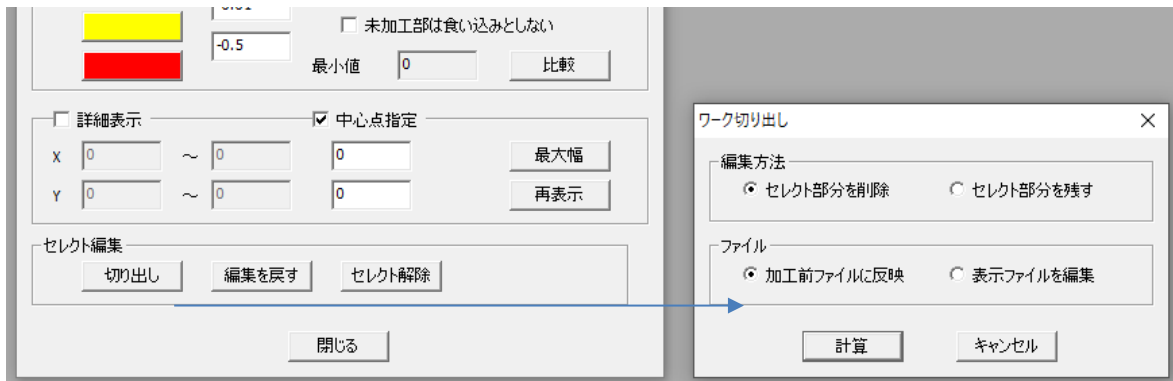 未加工部は食い込みとしない
-0.5
最小値 0 比較
詳細表示 中心点指定
X 0 ～ 0 0 最大幅
Y 0 ～ 0 0 再表示
セレクト編集
切り出し 編集を戻す セレクト解除
閉じる
ワーク切り出し
編集方法
セレクト部分を削除 セレクト部分を残す
ファイル
加工前ファイルに反映 表示ファイルを編集
計算 キャンセル